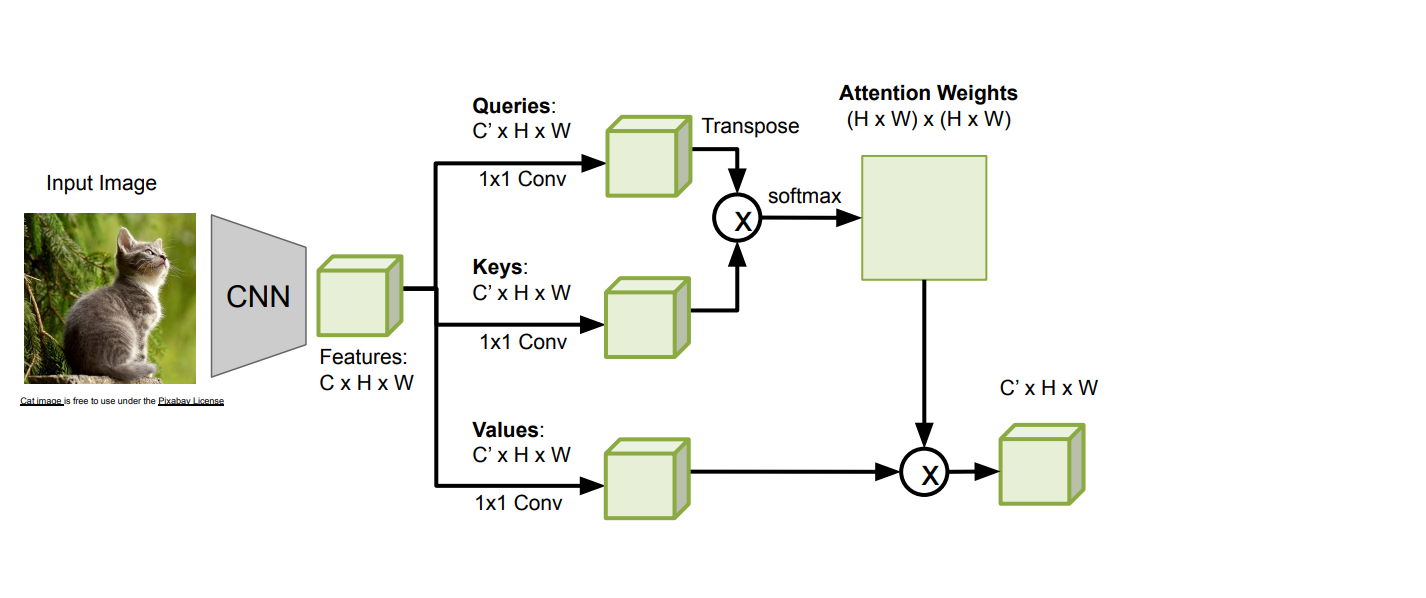 Input Image
Cat image is free to use under the Pixabay License
CNN
Features:
C x H x W
Queries:
C’ x H x W
1x1 Conv
Keys:
C’ x H x W
1x1 Conv
Values:
C’ x H x W
1x1 Conv
Transpose
X
softmax
Attention Weights
(H x W) x (H x W)
X
C’ x H x W